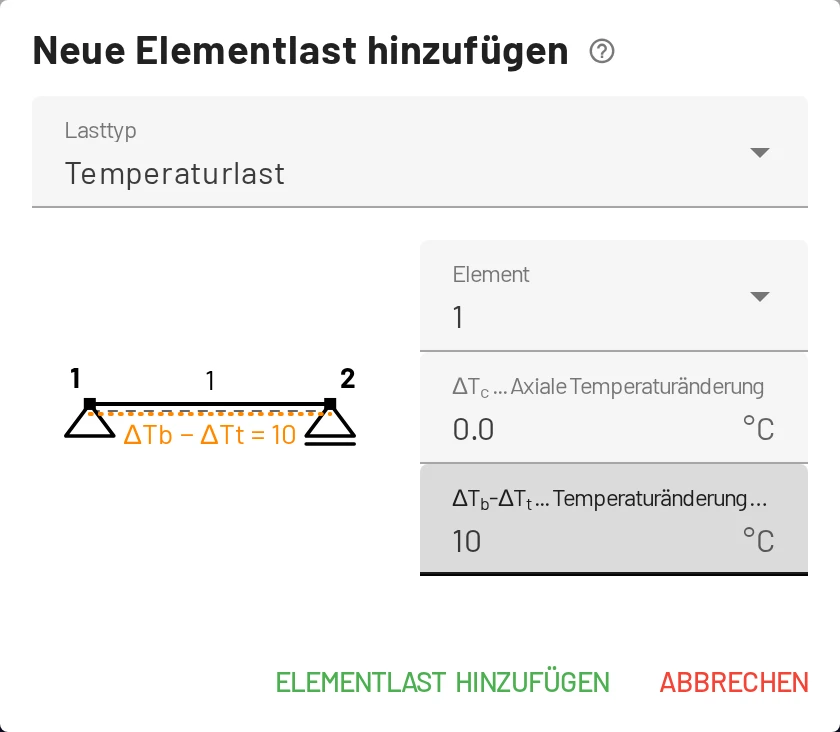 Neue Elementlast hinzufügen
Lasttyp
Temperaturlast
1 1 2
ΔTb - ΔTt = 10
Element
1
ΔTc ... Axiale Temperaturänderung
0.0 °C
ΔTb-ΔTt ... Temperaturänderung ...
10 °C
ELEMENTLAST HINZUFÜGEN ABBRECHEN